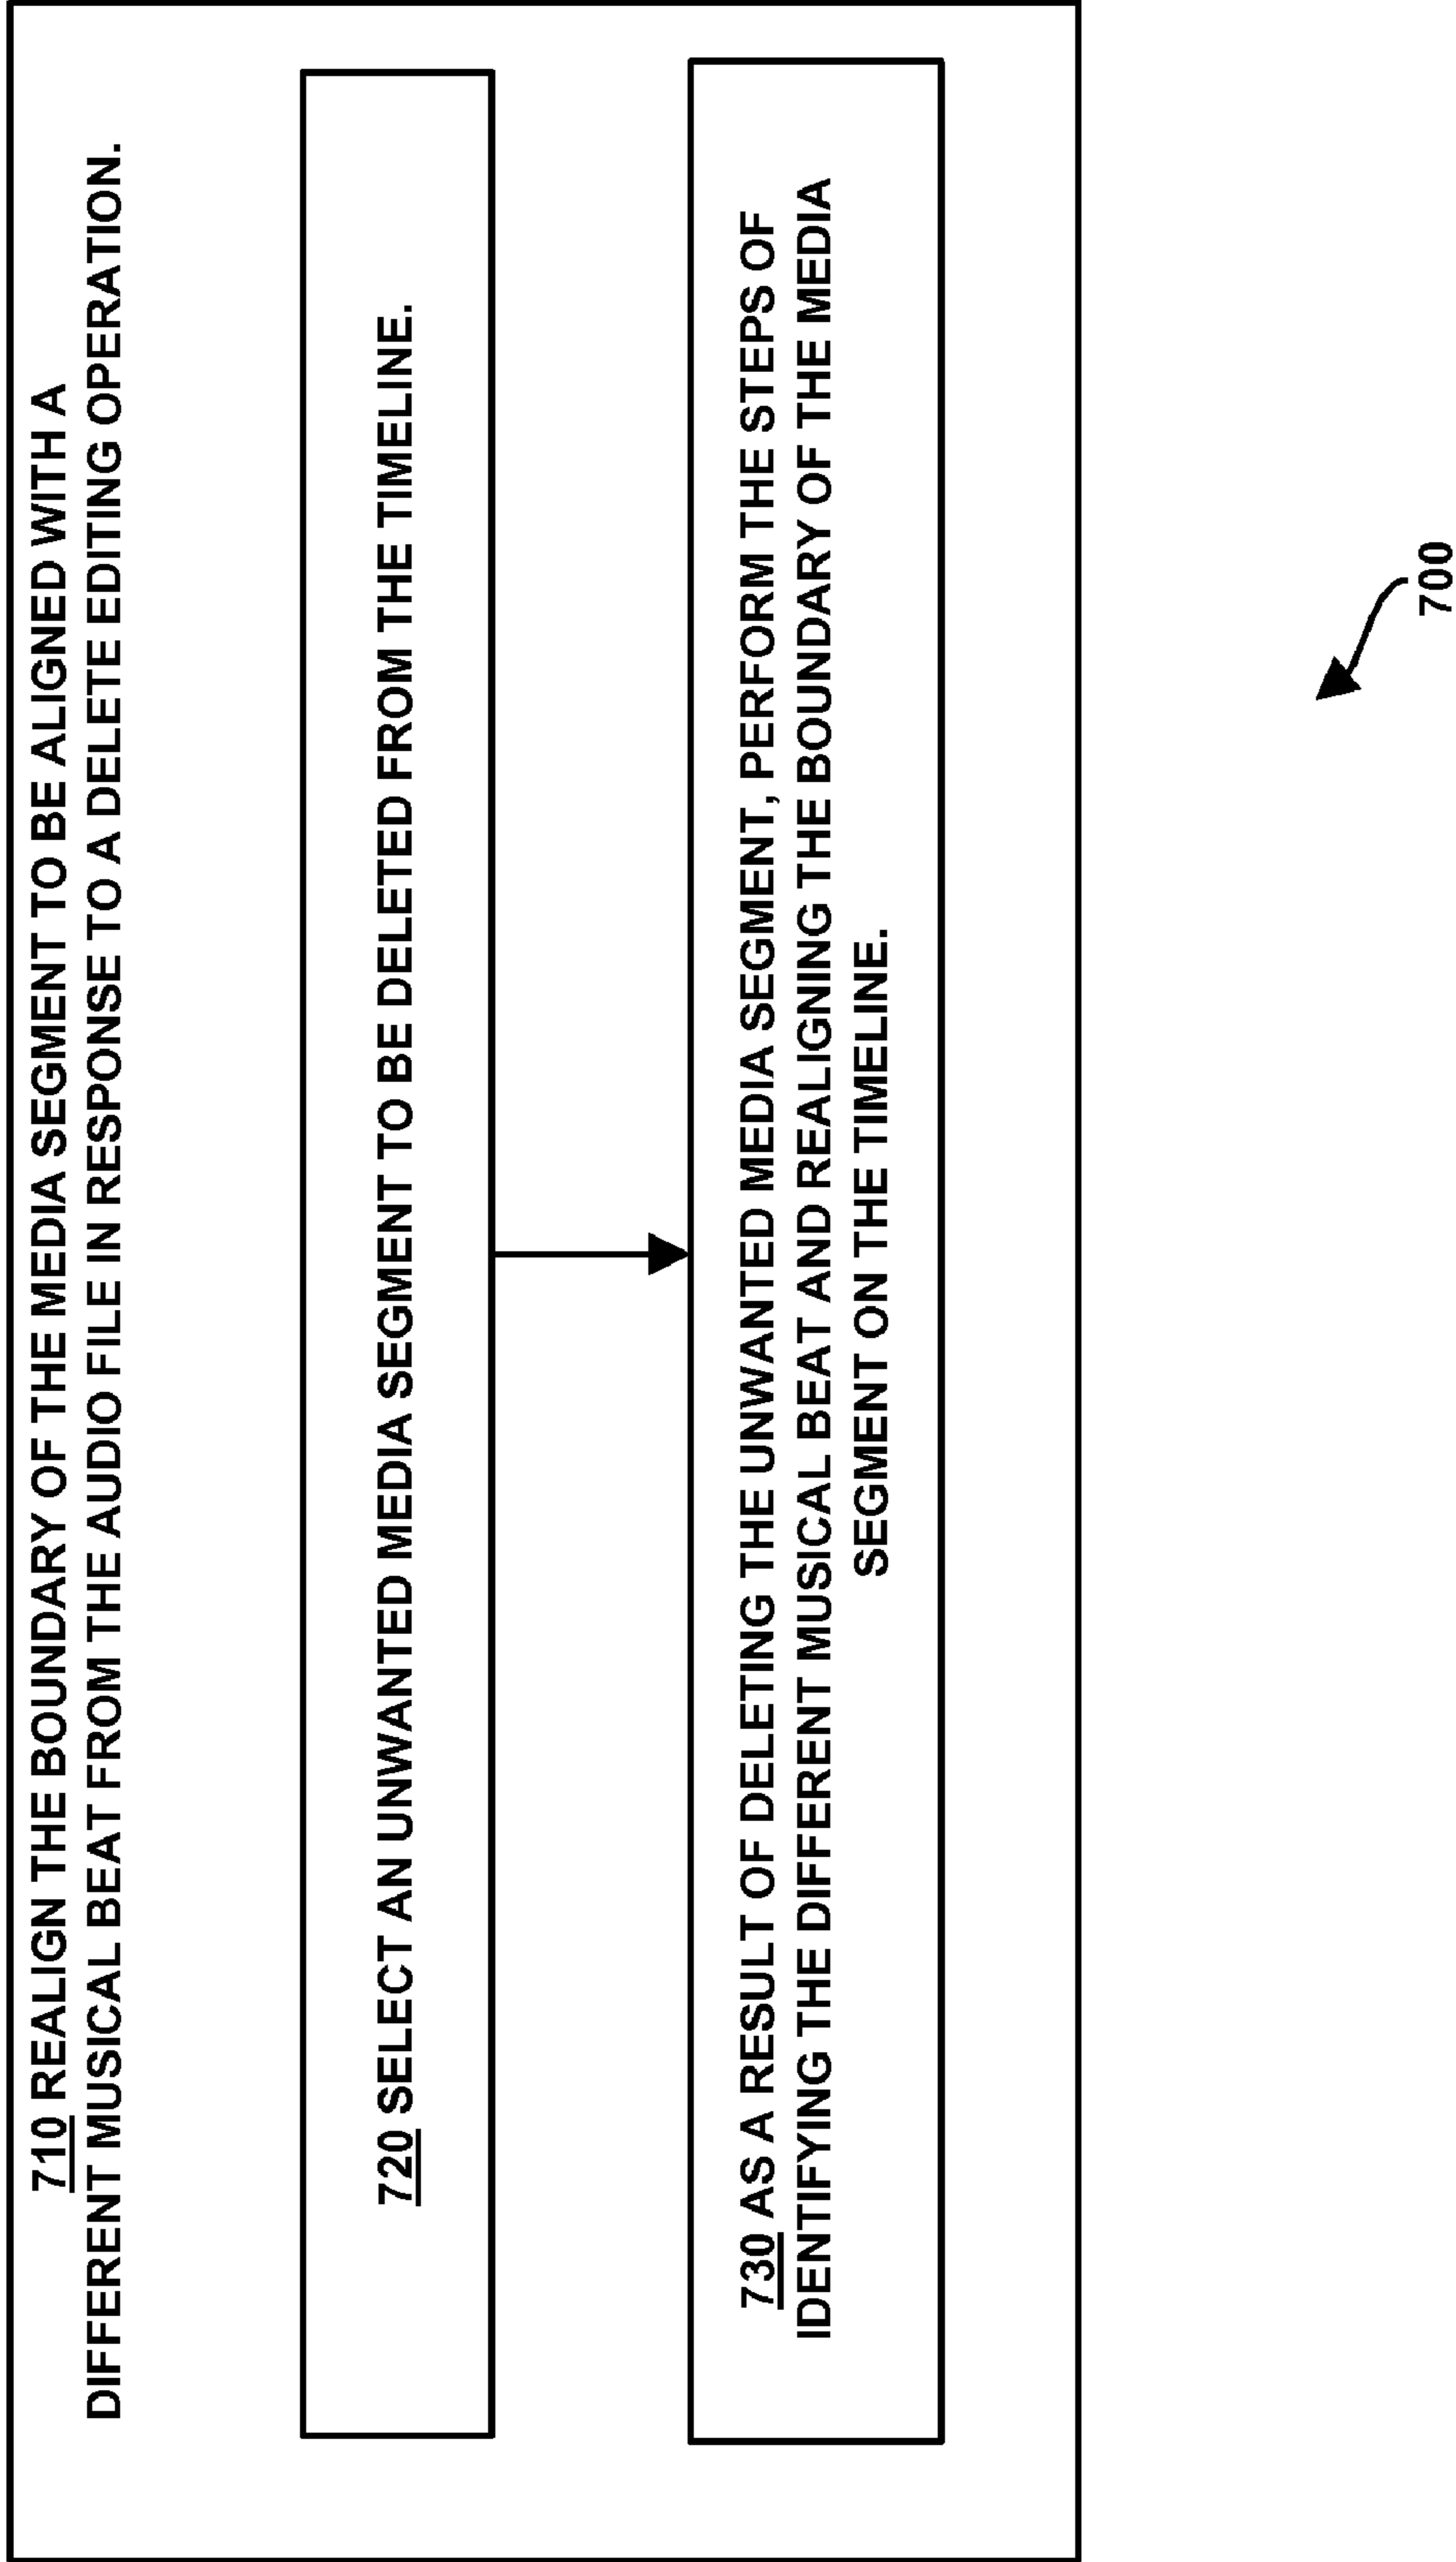 710 REALIGN THE BOUNDARY OF THE MEDIA SEGMENT TO BE ALIGNED WITH A
DIFFERENT MUSICAL BEAT FROM THE AUDIO FILE IN RESPONSE TO A DELETE EDITING OPERATION.
720 SELECT AN UNWANTED MEDIA SEGMENT TO BE DELETED FROM THE TIMELINE.
730 AS A RESULT OF DELETING THE UNWANTED MEDIA SEGMENT, PERFORM THE STEPS OF
IDENTIFYING THE DIFFERENT MUSICAL BEAT AND REALIGNING THE BOUNDARY OF THE MEDIA
SEGMENT ON THE TIMELINE.
700